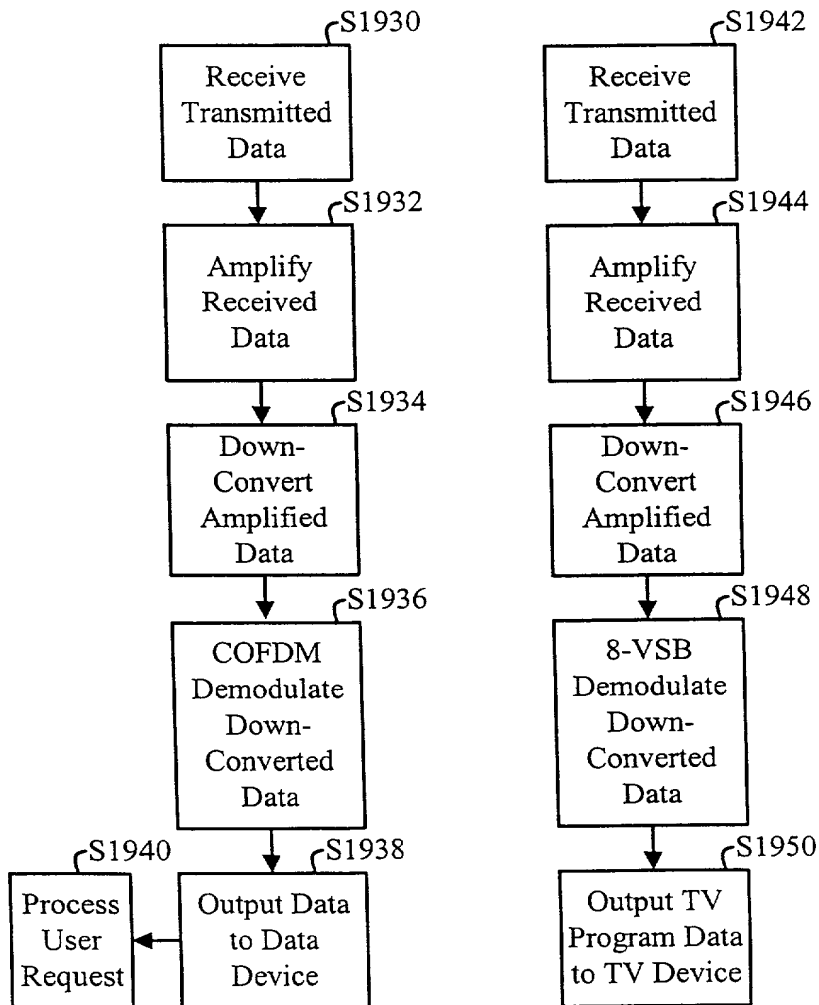 S1930
Receive
Transmitted
Data
S1932
Amplify
Received
Data
S1934
Down-
Convert
Amplified
Data
S1936
COFDM
Demodulate
Down-
Converted
Data
S1938
Output Data
to Data
Device
S1940
Process
User
Request
S1942
Receive
Transmitted
Data
S1944
Amplify
Received
Data
S1946
Down-
Convert
Amplified
Data
S1948
8-VSB
Demodulate
Down-
Converted
Data
S1950
Output TV
Program Data
to TV Device